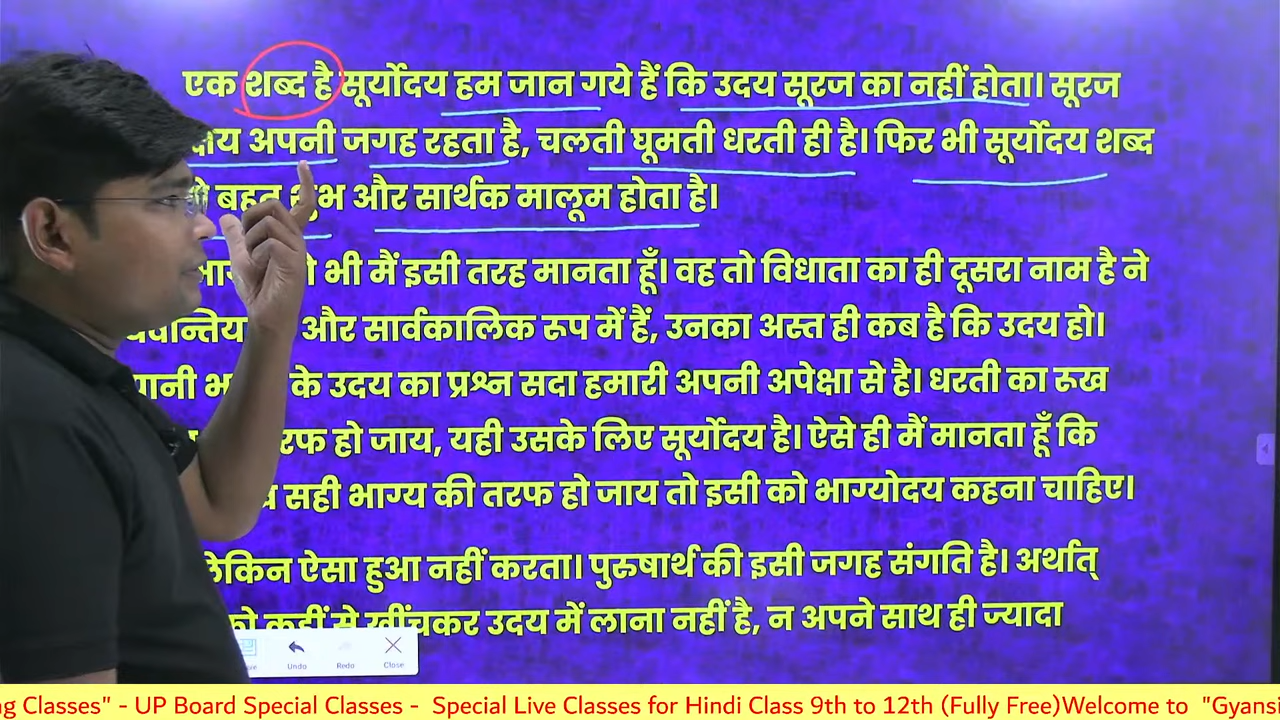 एक शब्द है सूर्योदय हम जान गये हैं कि उदय सूरज का नहीं होता। सूरज
अपनी जगह रहता है, चलती घूमती धरती ही है। फिर भी सूर्योदय शब्द
बहुत शुभ और सार्थक मालूम होता है।
भी मैं इसी तरह मानता हूँ। वह तो विधाता का ही दूसरा नाम है ने
और सार्वकालिक रूप में हैं, उनका अस्त ही कब है कि उदय हो।
के उदय का प्रश्न सदा हमारी अपनी अपेक्षा से है। धरती का रूख
हो जाय, यही उसके लिए सूर्योदय है। ऐसे ही मैं मानता हूँ कि
सही भाग्य की तरफ हो जाय तो इसी को भाग्योदय कहना चाहिए।
लेकिन ऐसा हुआ नहीं करता। पुरुषार्थ की इसी जगह संगति है। अर्थात्
कहीं से खींचकर उदय में लाना नहीं है, न अपने साथ ही ज्यादा
Undo Redo Close
Classes" - UP Board Special Classes - Special Live Classes for Hindi Class 9th to 12th (Fully Free)Welcome to